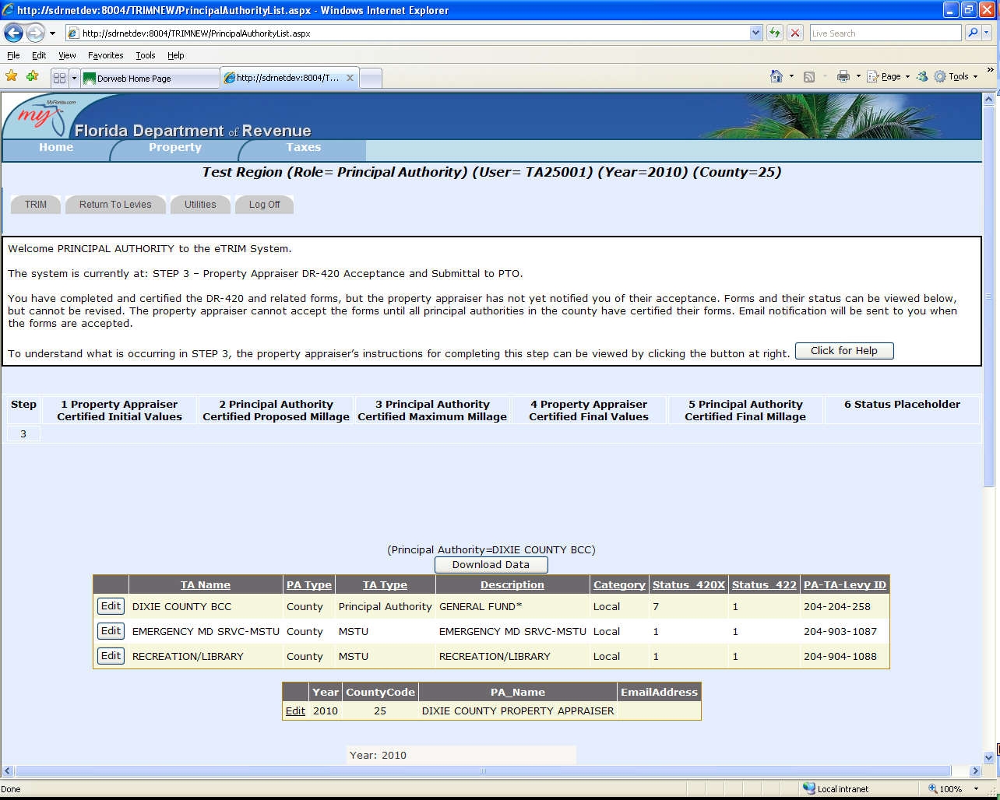 http://sdrnetdev:8004/TRIMNEW/PrincipalAuthorityList.aspx - Windows Internet Explorer
http://sdrnetdev:8004/TRIMNEW/PrincipalAuthorityList.aspx
Live Search
File Edit View Favorites Tools Help
Dorweb Home Page http://sdrnetdev:8004/T... Page Tools »
MyFlorida.com
my
Florida Department of Revenue
Home Property Taxes
Test Region (Role= Principal Authority) (User= TA25001) (Year=2010) (County=25)
TRIM Return To Levies Utilities Log Off
Welcome PRINCIPAL AUTHORITY to the eTRIM System.
The system is currently at: STEP 3 – Property Appraiser DR-420 Acceptance and Submittal to PTO.
You have completed and certified the DR-420 and related forms, but the property appraiser has not yet notified you of their acceptance. Forms and their status can be viewed below,
but cannot be revised. The property appraiser cannot accept the forms until all principal authorities in the county have certified their forms. Email notification will be sent to you when
the forms are accepted.
To understand what is occurring in STEP 3, the property appraiser's instructions for completing this step can be viewed by clicking the button at right. Click for Help
Step 1 Property Appraiser 2 Principal Authority 3 Principal Authority 4 Property Appraiser 5 Principal Authority 6 Status Placeholder
Certified Initial Values Certified Proposed Millage Certified Maximum Millage Certified Final Values Certified Final Millage
3
(Principal Authority=DIXIE COUNTY BCC)
Download Data
TA Name PA Type TA Type Description Category Status_420X Status_422 PA-TA-Levy ID
Edit DIXIE COUNTY BCC County Principal Authority GENERAL FUND* Local 7 1 204-204-258
Edit EMERGENCY MD SRVC-MSTU County MSTU EMERGENCY MD SRVC-MSTU Local 1 1 204-903-1087
Edit RECREATION/LIBRARY County MSTU RECREATION/LIBRARY Local 1 1 204-904-1088
Year CountyCode PA_Name EmailAddress
Edit 2010 25 DIXIE COUNTY PROPERTY APPRAISER
Year: 2010
Done Local intranet 100%